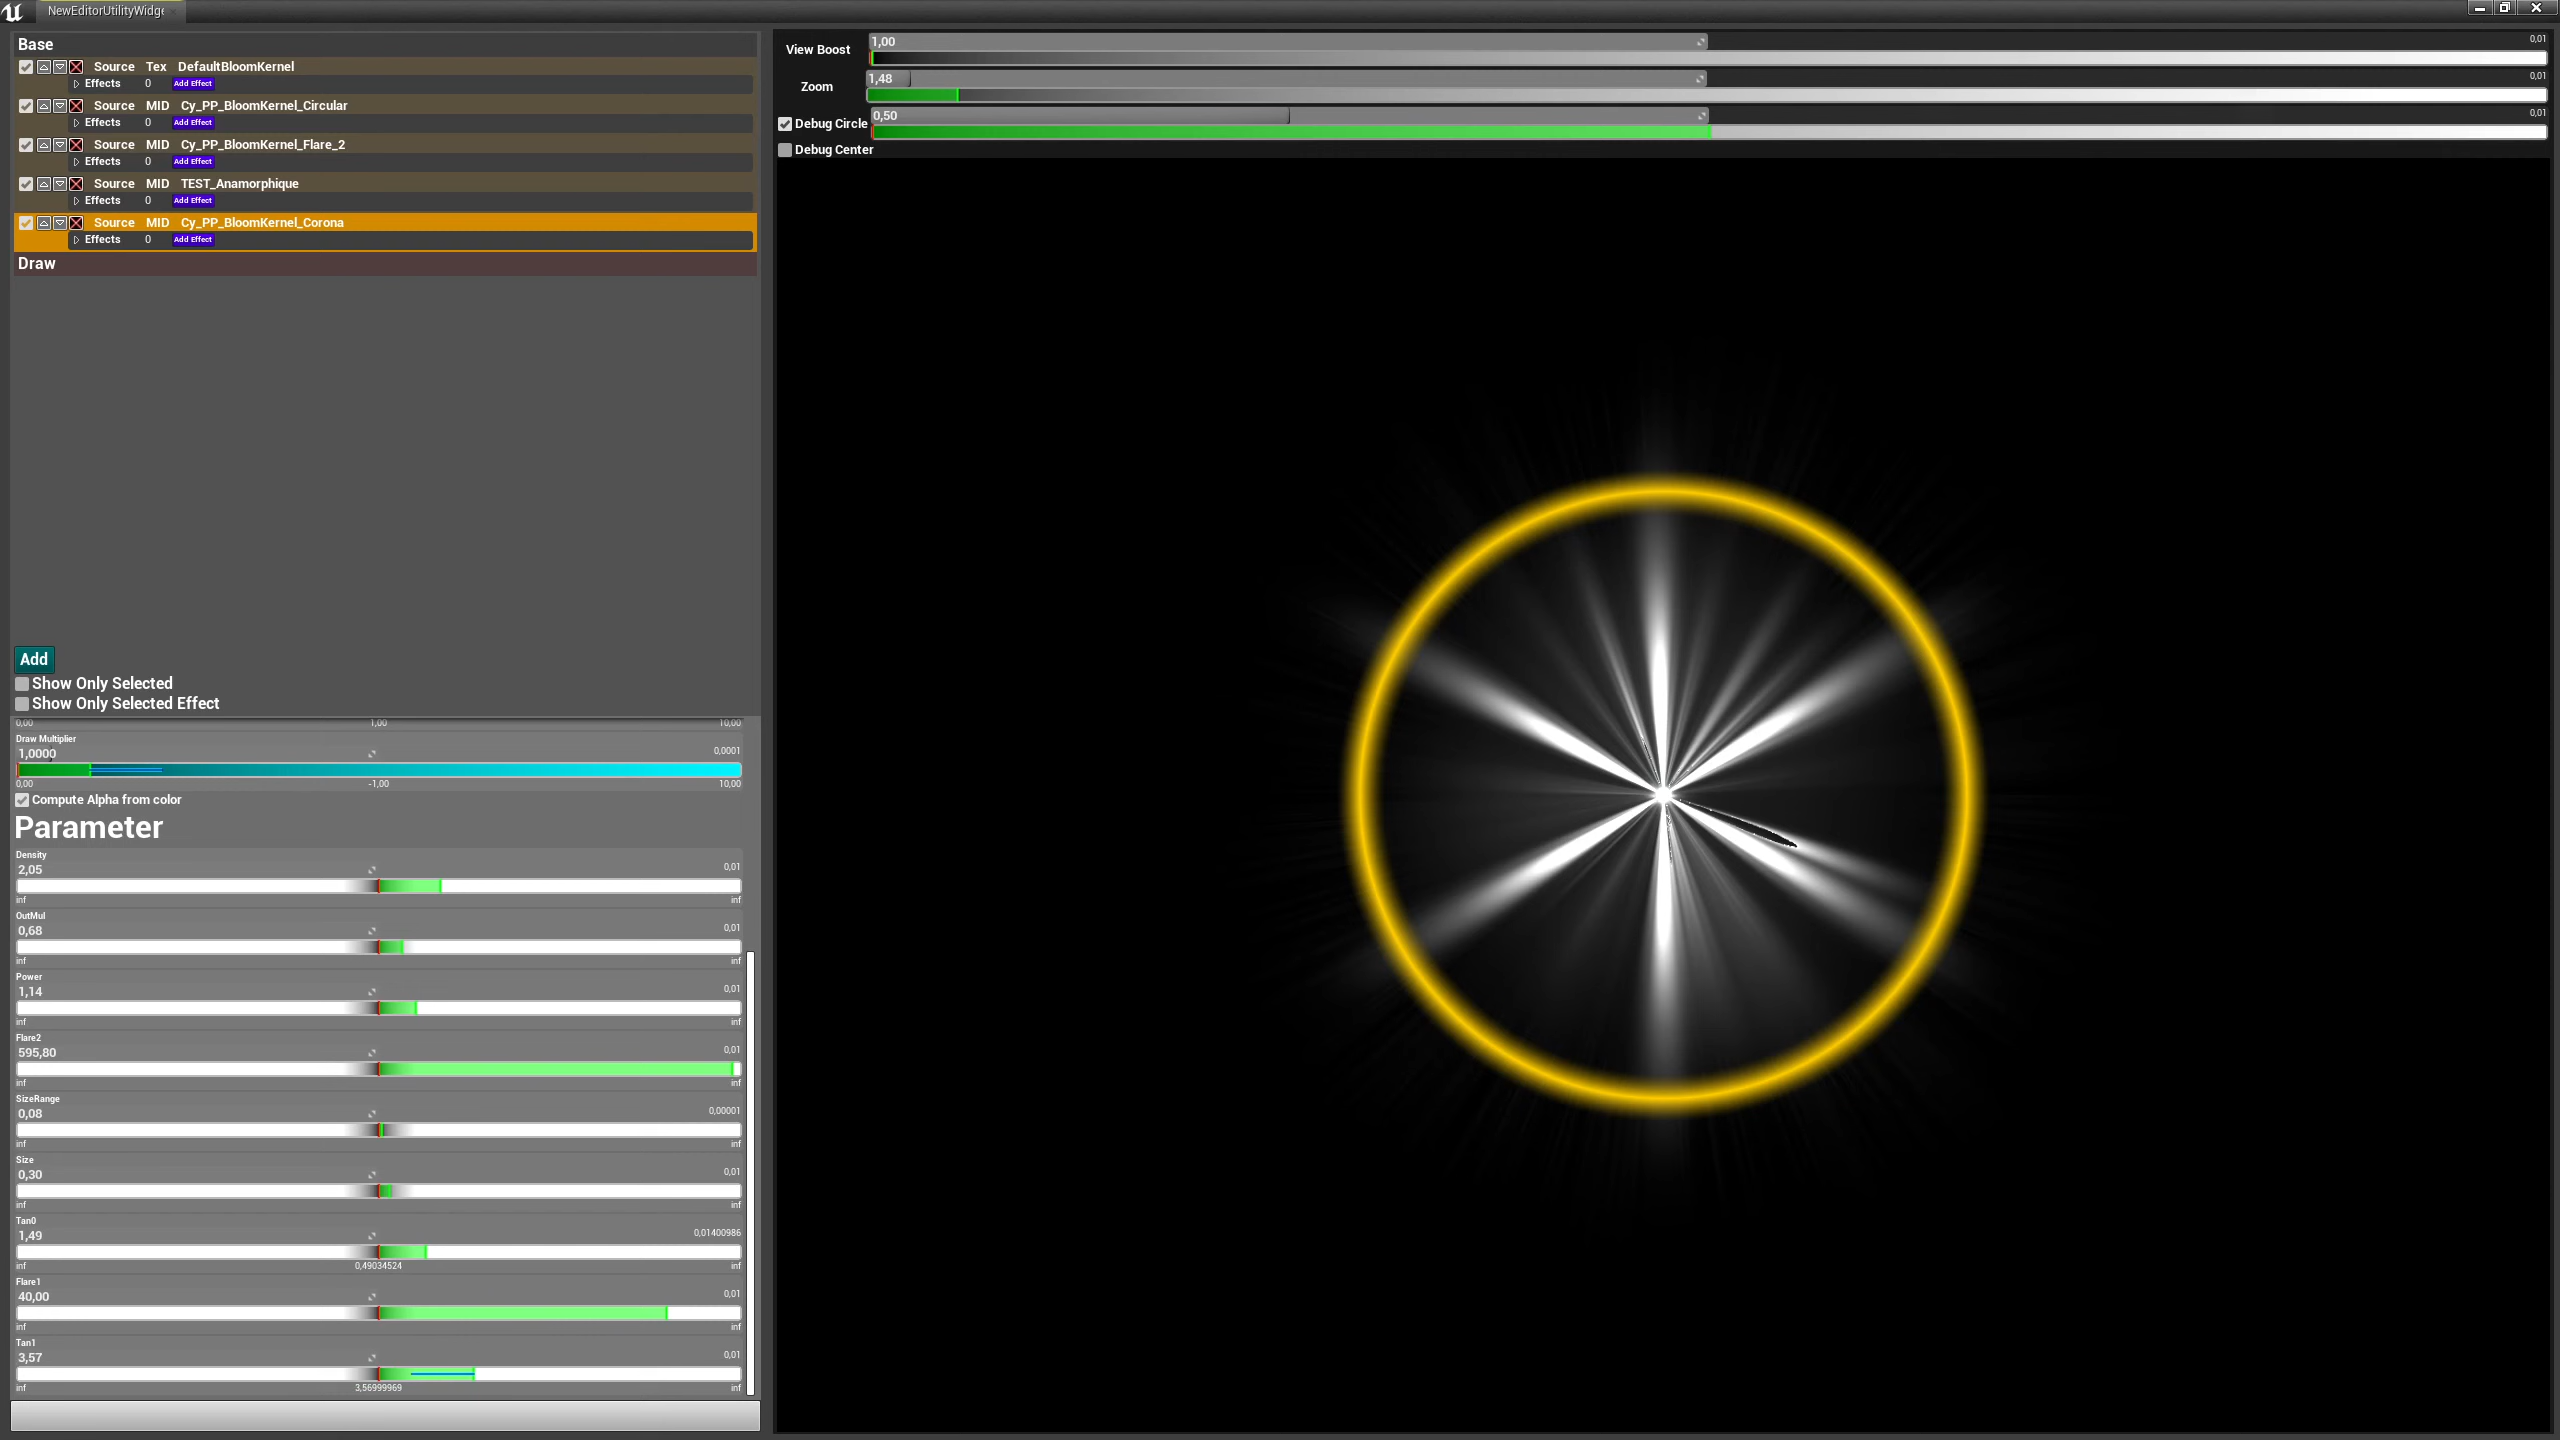 NewEditorUtilityWidge
Base
Source Tex DefaultBloomKernel
Effects 0 Add Effect
Source MID Cy_PP_BloomKernel_Circular
Effects 0 Add Effect
Source MID Cy_PP_BloomKernel_Flare_2
Effects 0 Add Effect
Source MID TEST_Anamorphique
Effects 0 Add Effect
Source MID Cy_PP_BloomKernel_Corona
Effects 0 Add Effect
Draw
Add
Show Only Selected
Show Only Selected Effect
0,00 1,00 10,00
Draw Multiplier
1,0000 0,0001
0,00 -1,00 10,00
Compute Alpha from color
Parameter
Density
2,05 0,01
inf inf
OutMul
0,68 0,01
inf inf
Power
1,14 0,01
inf inf
Flare2
595,80 0,01
inf inf
SizeRange
0,08 0,00001
inf inf
Size
0,30 0,01
inf inf
Tan0
1,49 0,01400986
inf 0,49034524 inf
Flare1
40,00 0,01
inf inf
Tan1
3,57 0,01
inf 3,56999969 inf
View Boost 1,00 0,01
Zoom 1,48 0,01
Debug Circle 0,50 0,01
Debug Center